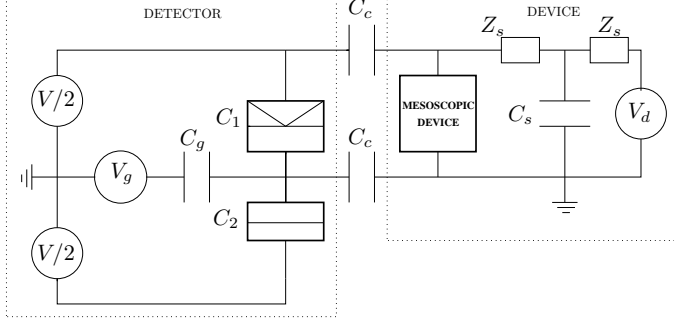 DETECTOR
DEVICE
C_c
Z_s
Z_s
V/2
C_1
MESOSCOPIC
DEVICE
C_s
V_d
C_g
C_c
V_g
C_2
V/2